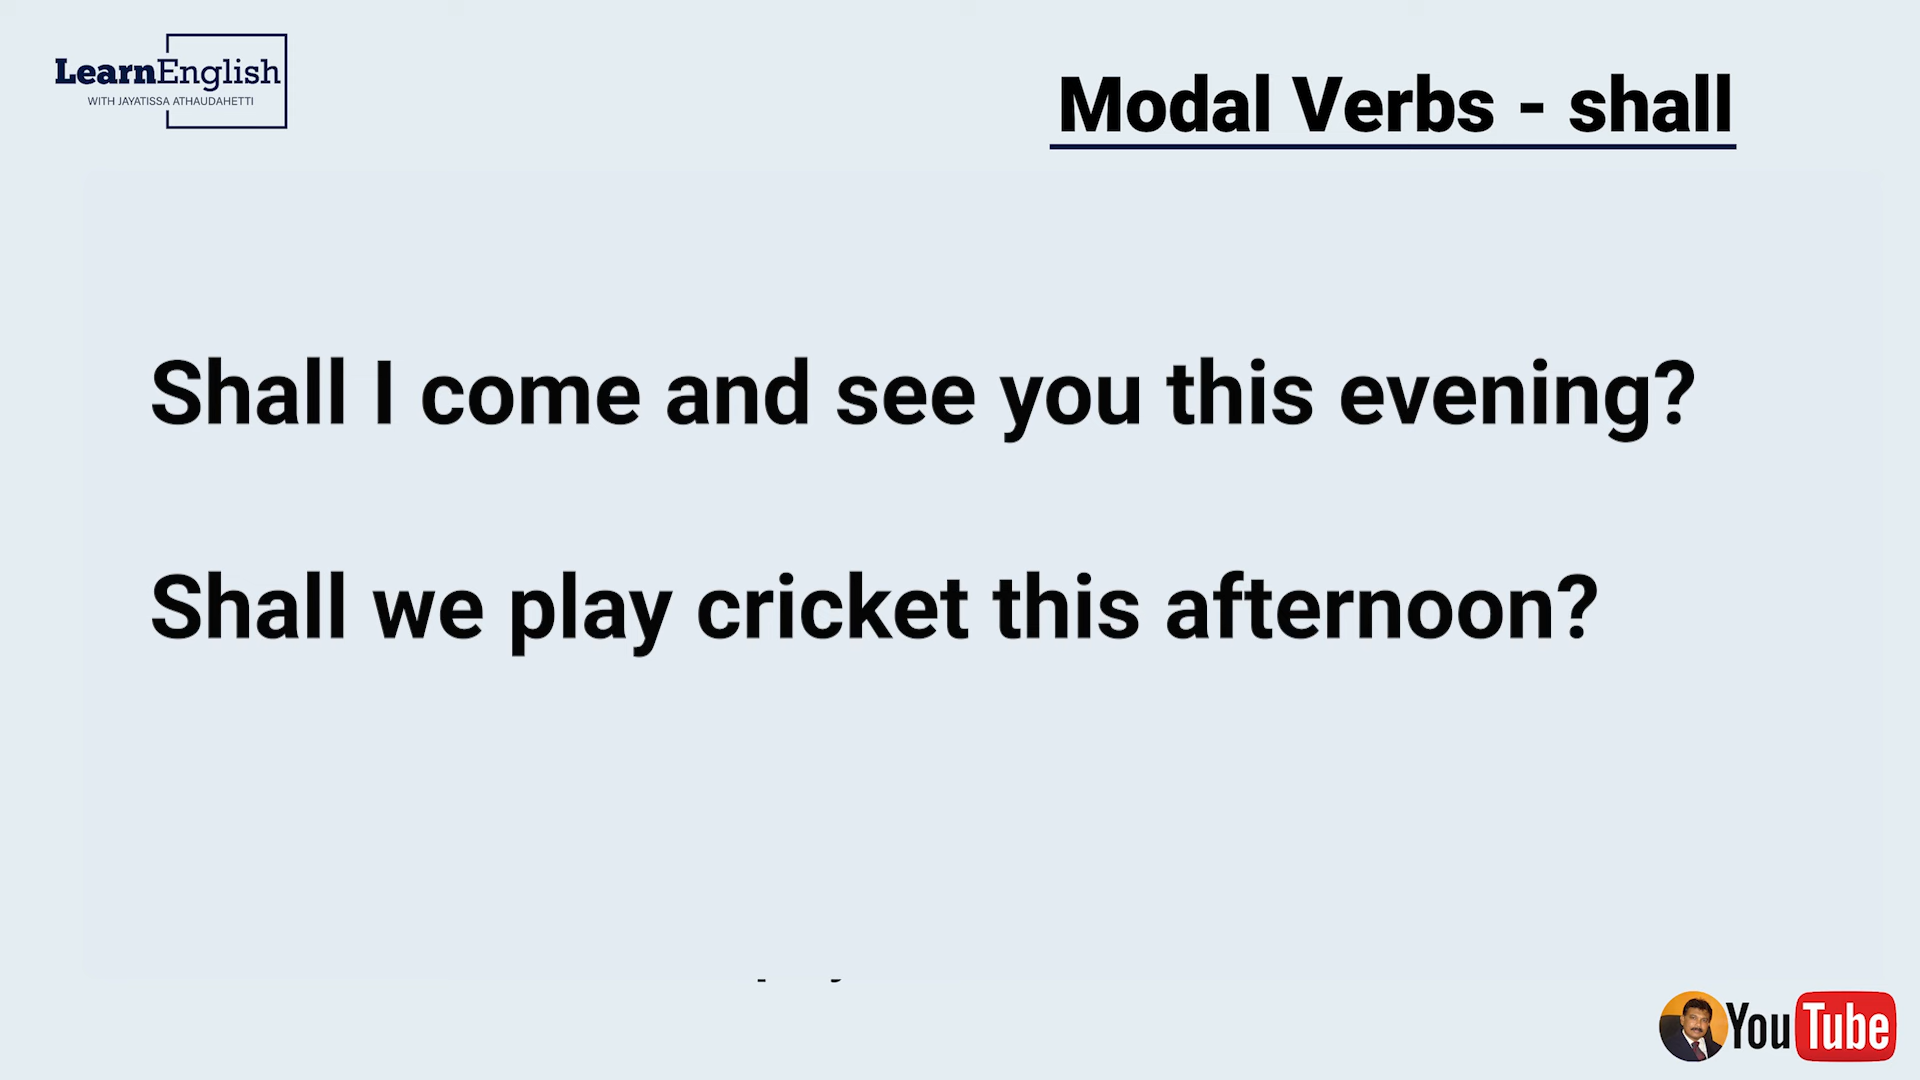 LearnEnglish
WITH JAYATISSA ATHAUDAHETTI
Modal Verbs - shall
Shall I come and see you this evening?
Shall we play cricket this afternoon?
YouTube